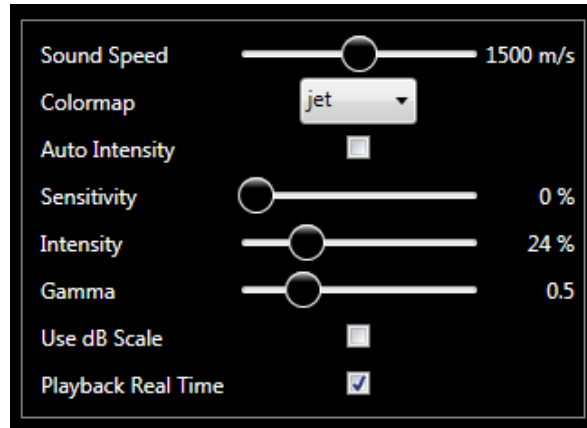 Sound Speed 1500 m/s
Colormap jet
Auto Intensity
Sensitivity 0 %
Intensity 24 %
Gamma 0.5
Use dB Scale
Playback Real Time